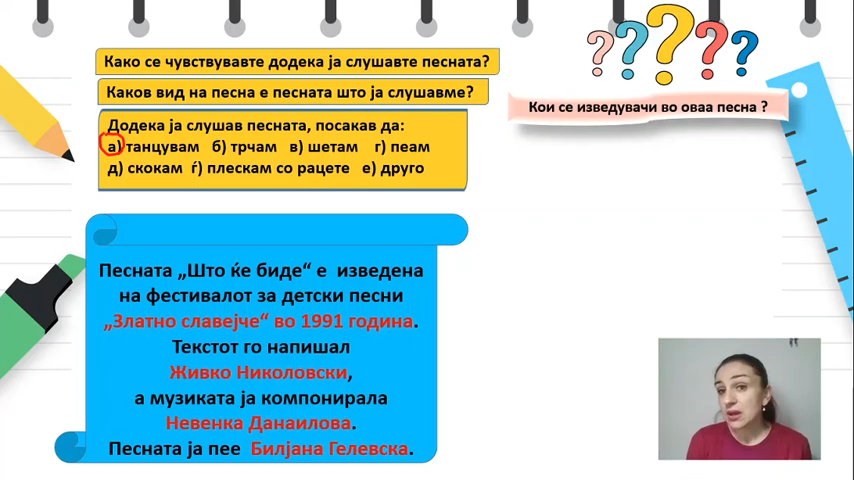 Како се чувствувавте додека ја слушавте песната?
Каков вид на песна е песната што ја слушавме?
Додека ја слушав песната, посакав да:
а) танцувам б) трчам в) шетам г) пеам
д) скокам ѓ) плескам со рацете е) друго
Песната „Што ќе биде“ е изведена
на фестивалот за детски песни
„Златно славејче“ во 1991 година.
Текстот го напишал
Живко Николовски,
а музиката ја компонирала
Невенка Данаилова.
Песната ја пее Билјана Гелевска.
? ? ? ? ?
Кои се изведувачи во оваа песна ?